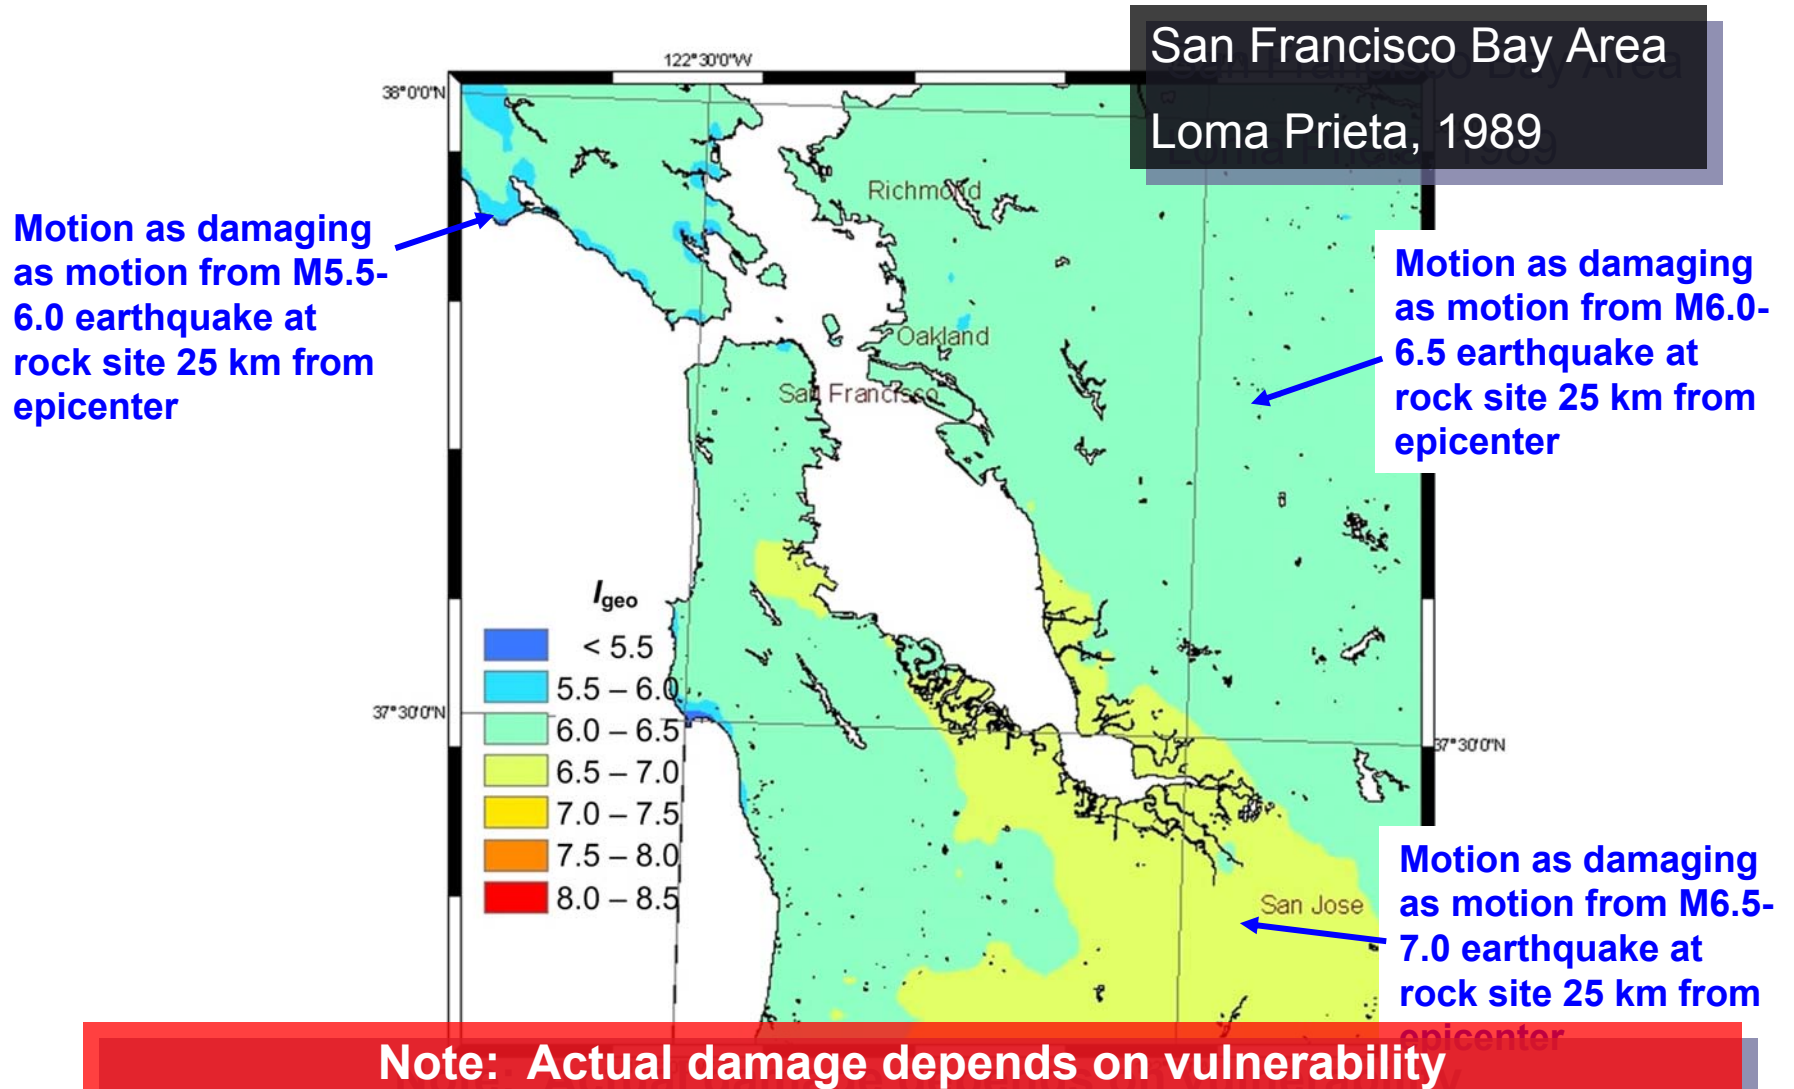 San Francisco Bay Area
Loma Prieta, 1989
122°30'0"W
38°0'0"N
Richmond
Motion as damaging
as motion from M5.5-
6.0 earthquake at
rock site 25 km from
epicenter
Motion as damaging
as motion from M6.0-
6.5 earthquake at
rock site 25 km from
epicenter
Oakland
San Francisco
Igeo
< 5.5
5.5 – 6.0
6.0 – 6.5
6.5 – 7.0
7.0 – 7.5
7.5 – 8.0
8.0 – 8.5
37°30'0"N
37°30'0"N
San Jose
Motion as damaging
as motion from M6.5-
7.0 earthquake at
rock site 25 km from
epicenter
Note: Actual damage depends on vulnerability